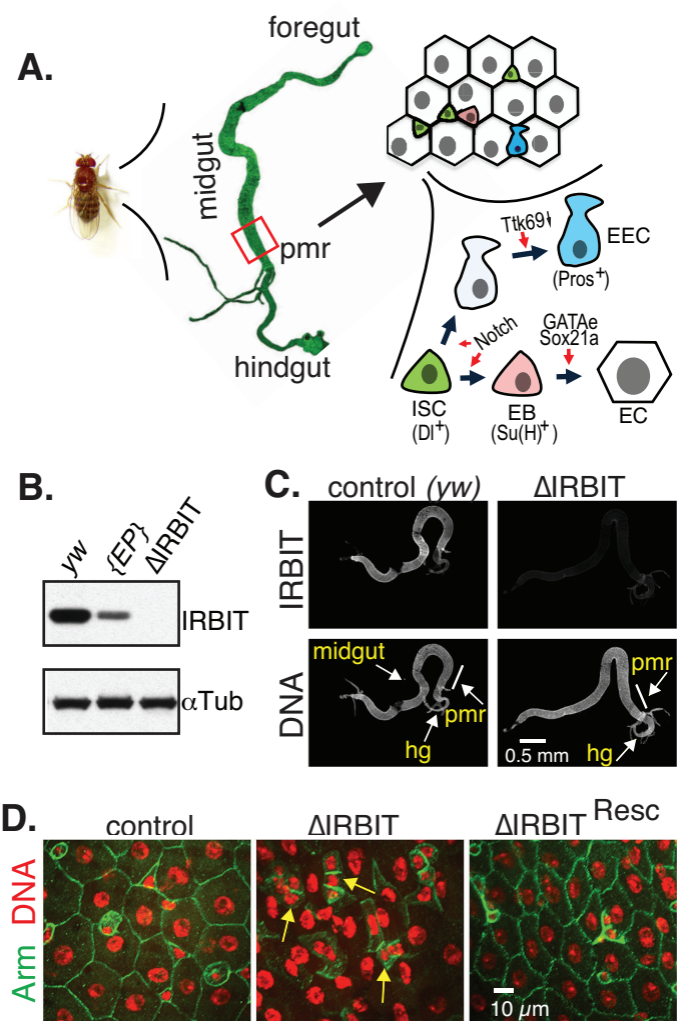 A.
foregut
midgut
pmr
hindgut
Ttk69
EEC
(Pros+)
Notch
GATAe
Sox21a
ISC
(Dl+)
EB
(Su(H)+)
EC
B.
yw
{EP}
ΔIRBIT
IRBIT
αTub
C.
control (yw)
ΔIRBIT
IRBIT
DNA
midgut
pmr
hg
pmr
0.5 mm
hg
D.
control
ΔIRBIT
ΔIRBIT Resc
Arm DNA
10 µm